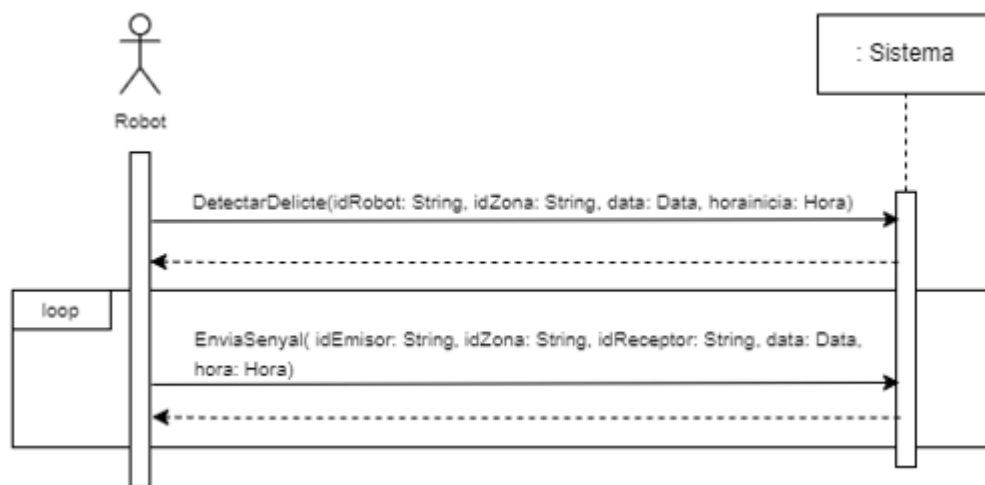 : Sistema
Robot
DetectarDelicte(idRobot: String, idZona: String, data: Data, horainicia: Hora)
loop
EnviaSenyal( idEmisor: String, idZona: String, idReceptor: String, data: Data,
hora: Hora)